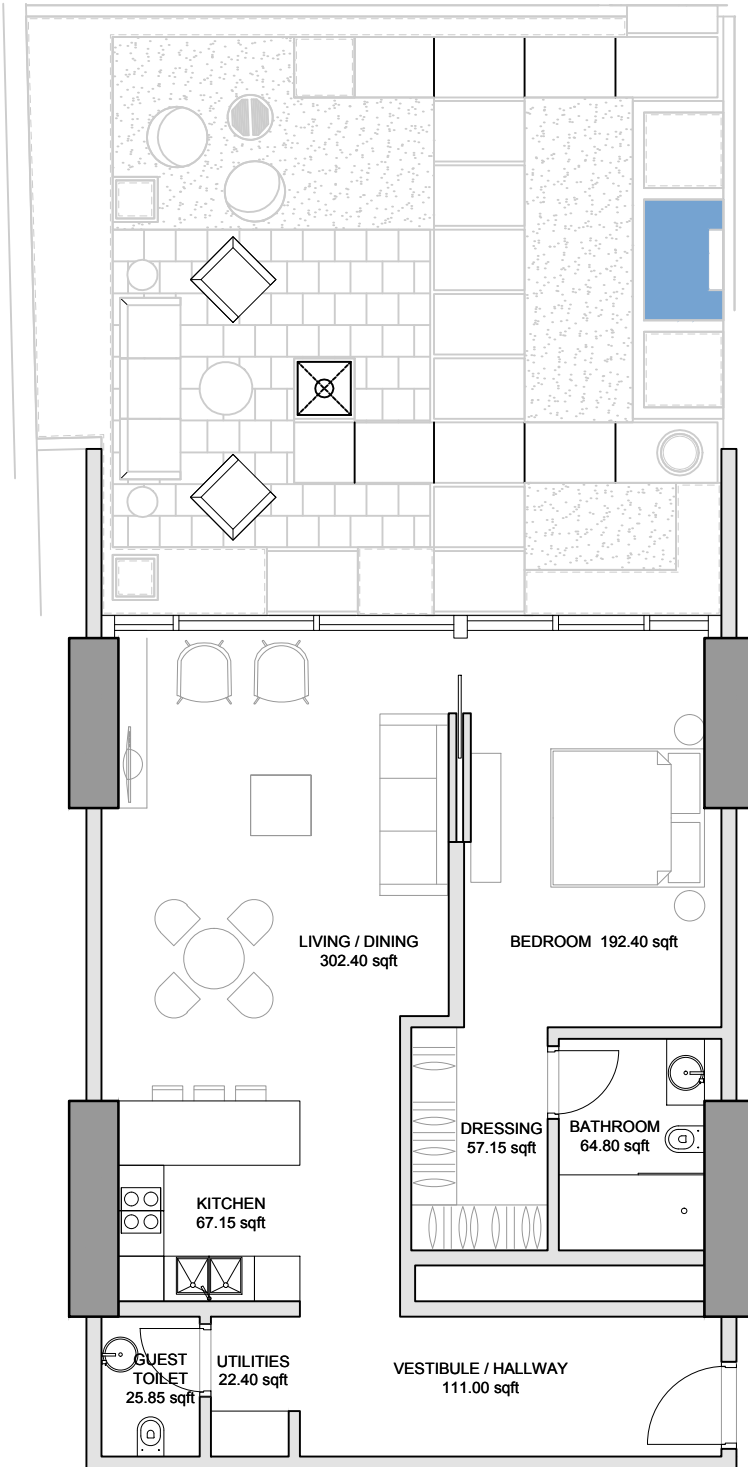 LIVING / DINING
302.40 sqft
BEDROOM 192.40 sqft
DRESSING
57.15 sqft
BATHROOM
64.80 sqft
KITCHEN
67.15 sqft
GUEST
TOILET
25.85 sqft
UTILITIES
22.40 sqft
VESTIBULE / HALLWAY
111.00 sqft